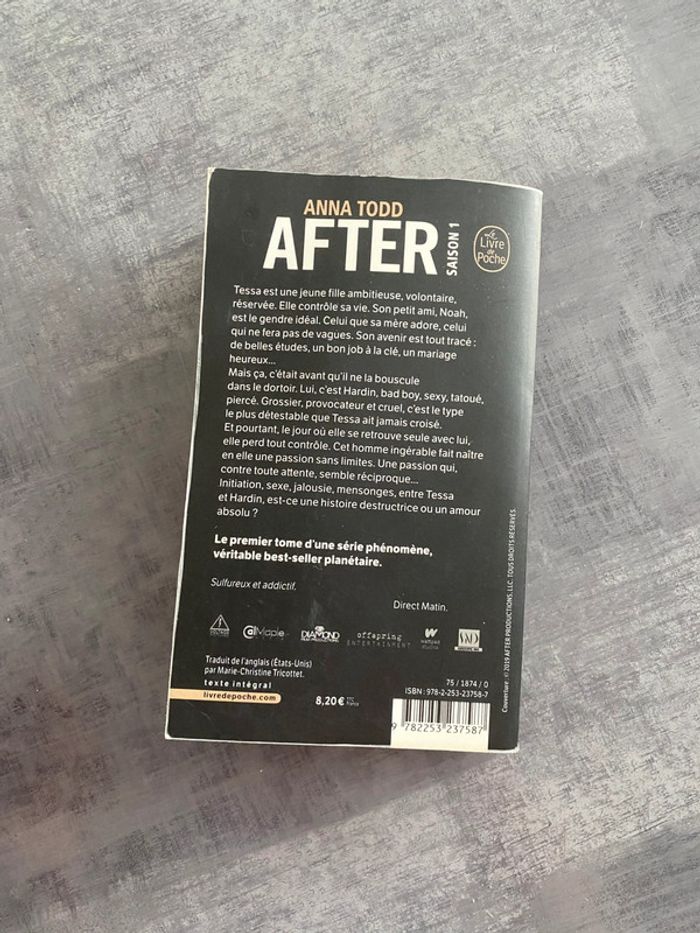 ANNA TODD
AFTER
SAISON 1
Le
Livre
de
Poche
Tessa est une jeune fille ambitieuse, volontaire,
réservée. Elle contrôle sa vie. Son petit ami, Noah,
est le gendre idéal. Celui que sa mère adore, celui
qui ne fera pas de vagues. Son avenir est tout tracé :
de belles études, un bon job à la clé, un mariage
heureux...
Mais ça, c'était avant qu'il ne la bouscule
dans le dortoir. Lui, c'est Hardin, bad boy, sexy, tatoué,
piercé. Grossier, provocateur et cruel, c'est le type
le plus détestable que Tessa ait jamais croisé.
Et pourtant, le jour où elle se retrouve seule avec lui,
elle perd tout contrôle. Cet homme ingérable fait naître
en elle une passion sans limites. Une passion qui,
contre toute attente, semble réciproque...
Initiation, sexe, jalousie, mensonges, entre Tessa
et Hardin, est-ce une histoire destructrice ou un amour
absolu ?
Le premier tome d'une série phénomène,
véritable best-seller planétaire.
Sulfureux et addictif.
Direct Matin.
CalMaple
DIAMOND
offspring
ENTERTAINMENT
wattpad
studios
Traduit de l'anglais (États-Unis)
par Marie-Christine Tricottet.
texte intégral
livredepoche.com
8,20 € TTC
France
75 / 1874 / 0
ISBN : 978-2-253-23758-7
9 782253 237587
Couverture : © 2019 AFTER PRODUCTIONS, LLC. TOUS DROITS RÉSERVÉS.